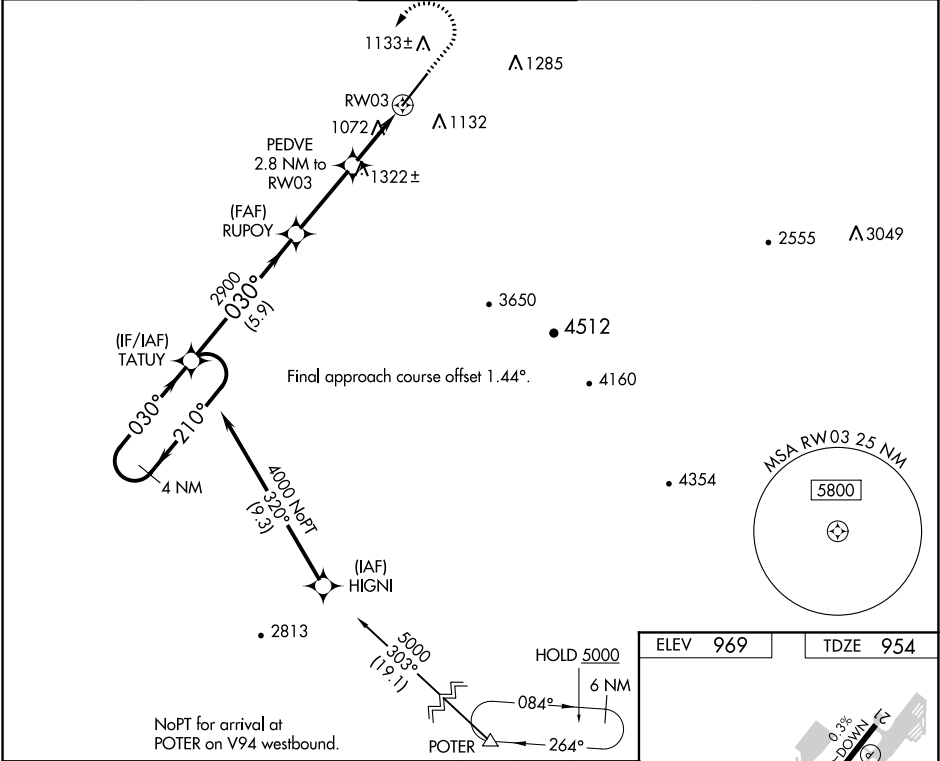 1133±
1285
RW03
1072
1132
PEDVE
2.8 NM to
RW03
1322±
(FAF)
RUPOY
2555
3049
2900
030°
(5.9)
3650
4512
(IF/IAF)
TATUY
Final approach course offset 1.44°.
4160
030°
210°
4 NM
MSA RW03 25 NM
5800
4354
4000 NoPT
320°
(9.3)
(IAF)
HIGNI
2813
5000
303°
(19.1)
HOLD 5000
6 NM
084°
264°
POTER
NoPT for arrival at
POTER on V94 westbound.
ELEV 969
TDZE 954
0.3%
DOWN
21
P